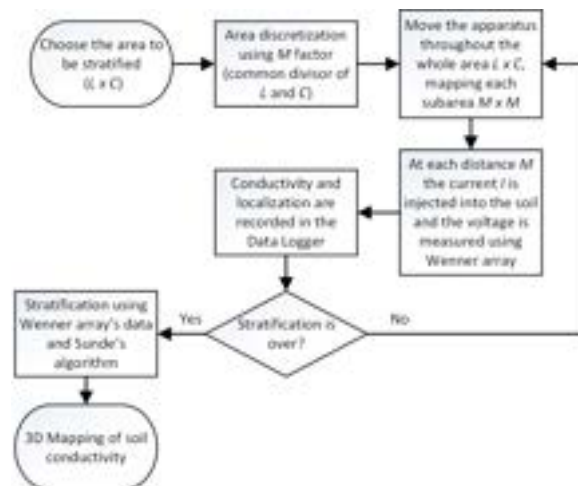 Choose the area to
be stratified
(L x C)
Area discretization
using M factor
(common divisor of
L and C)
Move the apparatus
throughout the
whole area L x C,
mapping each
subarea M x M
At each distance M
the current I is
injected into the soil
and the voltage is
measured using
Wenner array
Conductivity and
localization are
recorded in the
Data Logger
Stratification is
over?
Yes
No
Stratification using
Wenner array's data
and Sunde's
algorithm
3D Mapping of soil
conductivity